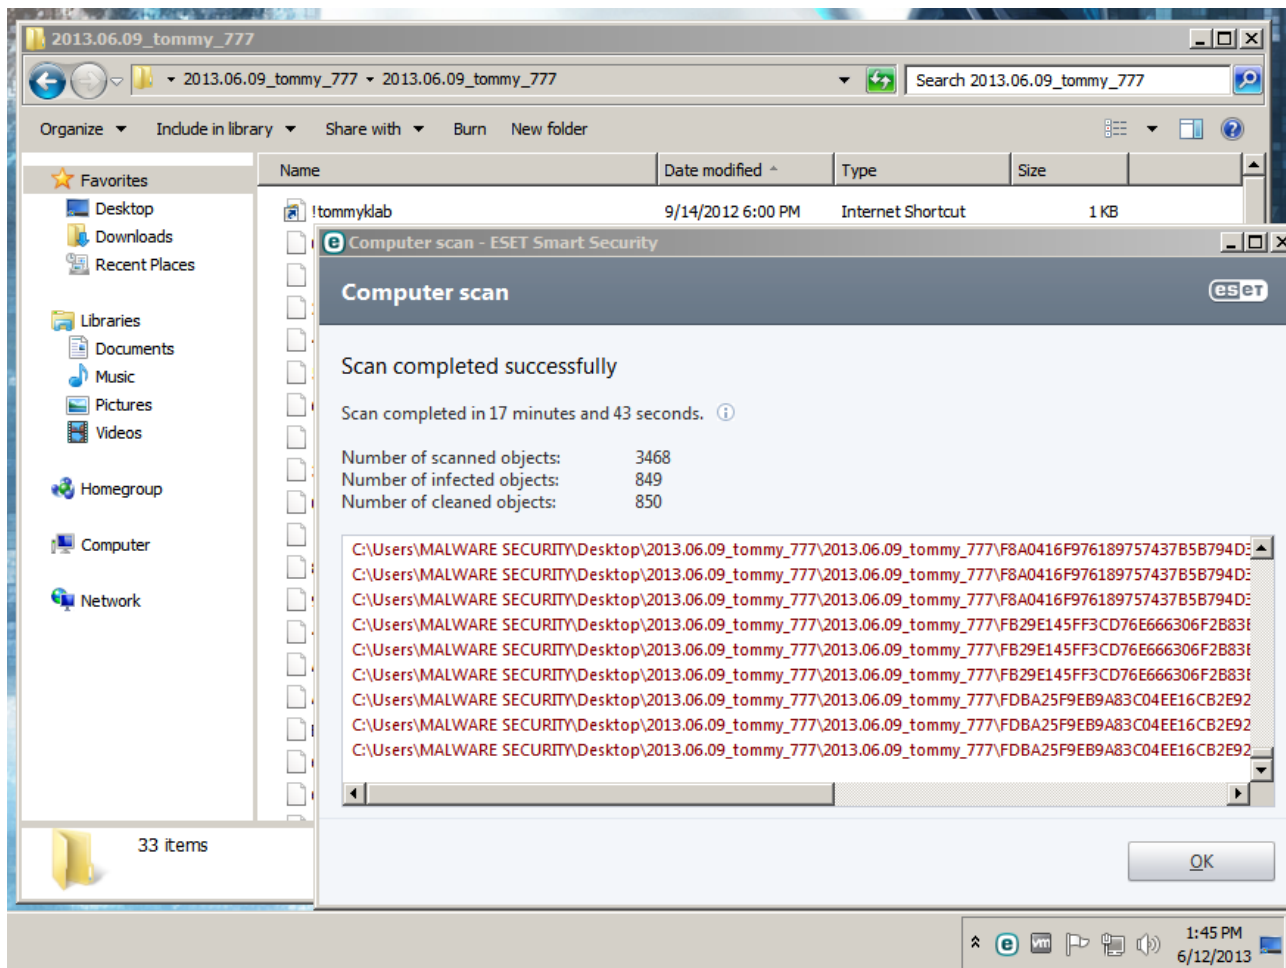 2013.06.09_tommy_777
2013.06.09_tommy_777 2013.06.09_tommy_777
Search 2013.06.09_tommy_777
Organize Include in library Share with Burn New folder
Name Date modified Type Size
Favorites
Desktop
Downloads
Recent Places
Libraries
Documents
Music
Pictures
Videos
Homegroup
Computer
Network
!tommyklab 9/14/2012 6:00 PM Internet Shortcut 1 KB
Computer scan - ESET Smart Security
Computer scan
eset
Scan completed successfully
Scan completed in 17 minutes and 43 seconds.
Number of scanned objects: 3468
Number of infected objects: 849
Number of cleaned objects: 850
C:\Users\MALWARE SECURITY\Desktop\2013.06.09_tommy_777\2013.06.09_tommy_777\F8A0416F976189757437B5B794D3
C:\Users\MALWARE SECURITY\Desktop\2013.06.09_tommy_777\2013.06.09_tommy_777\F8A0416F976189757437B5B794D3
C:\Users\MALWARE SECURITY\Desktop\2013.06.09_tommy_777\2013.06.09_tommy_777\F8A0416F976189757437B5B794D3
C:\Users\MALWARE SECURITY\Desktop\2013.06.09_tommy_777\2013.06.09_tommy_777\FB29E145FF3CD76E666306F2B83E
C:\Users\MALWARE SECURITY\Desktop\2013.06.09_tommy_777\2013.06.09_tommy_777\FB29E145FF3CD76E666306F2B83E
C:\Users\MALWARE SECURITY\Desktop\2013.06.09_tommy_777\2013.06.09_tommy_777\FB29E145FF3CD76E666306F2B83E
C:\Users\MALWARE SECURITY\Desktop\2013.06.09_tommy_777\2013.06.09_tommy_777\FDBA25F9EB9A83C04EE16CB2E92
C:\Users\MALWARE SECURITY\Desktop\2013.06.09_tommy_777\2013.06.09_tommy_777\FDBA25F9EB9A83C04EE16CB2E92
C:\Users\MALWARE SECURITY\Desktop\2013.06.09_tommy_777\2013.06.09_tommy_777\FDBA25F9EB9A83C04EE16CB2E92
OK
33 items
vm
1:45 PM
6/12/2013